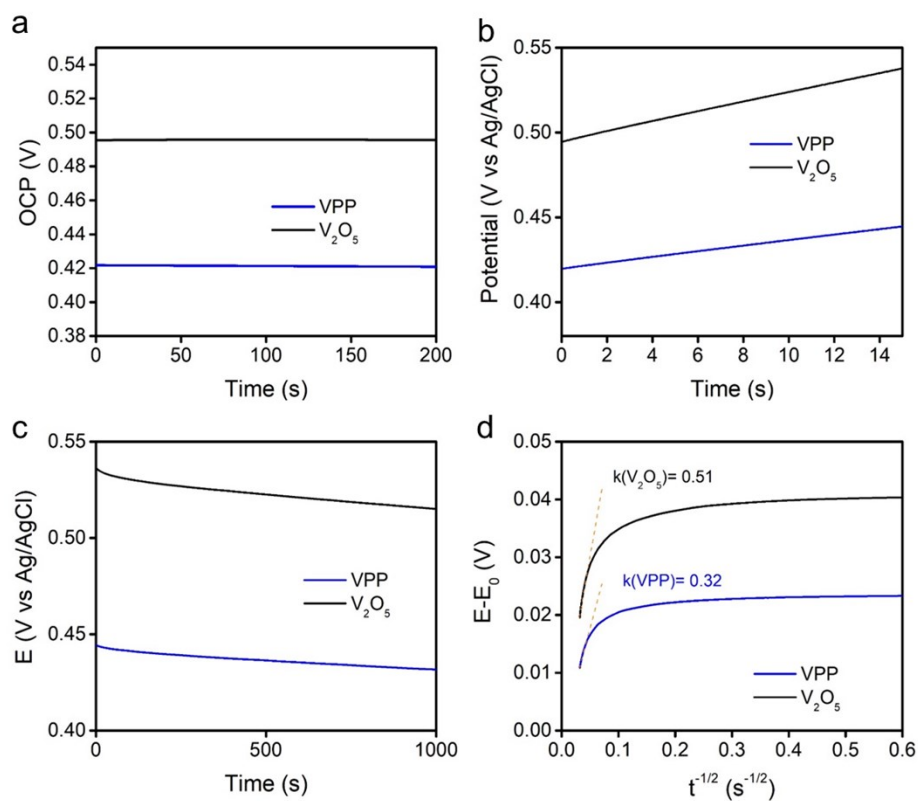 a
0.54
0.52
0.50
0.48
0.46
0.44
0.42
0.40
0.38
OCP (V)
VPP
V₂O₅
0 50 100 150 200
Time (s)
b
0.55
0.50
0.45
0.40
Potential (V vs Ag/AgCl)
VPP
V₂O₅
0 2 4 6 8 10 12 14
Time (s)
c
0.55
0.50
0.45
0.40
E (V vs Ag/AgCl)
VPP
V₂O₅
0 500 1000
Time (s)
d
0.05
0.04
0.03
0.02
0.01
0.00
E-E₀ (V)
k(V₂O₅)= 0.51
k(VPP)= 0.32
VPP
V₂O₅
0.0 0.1 0.2 0.3 0.4 0.5 0.6
t⁻¹/² (s⁻¹/²)